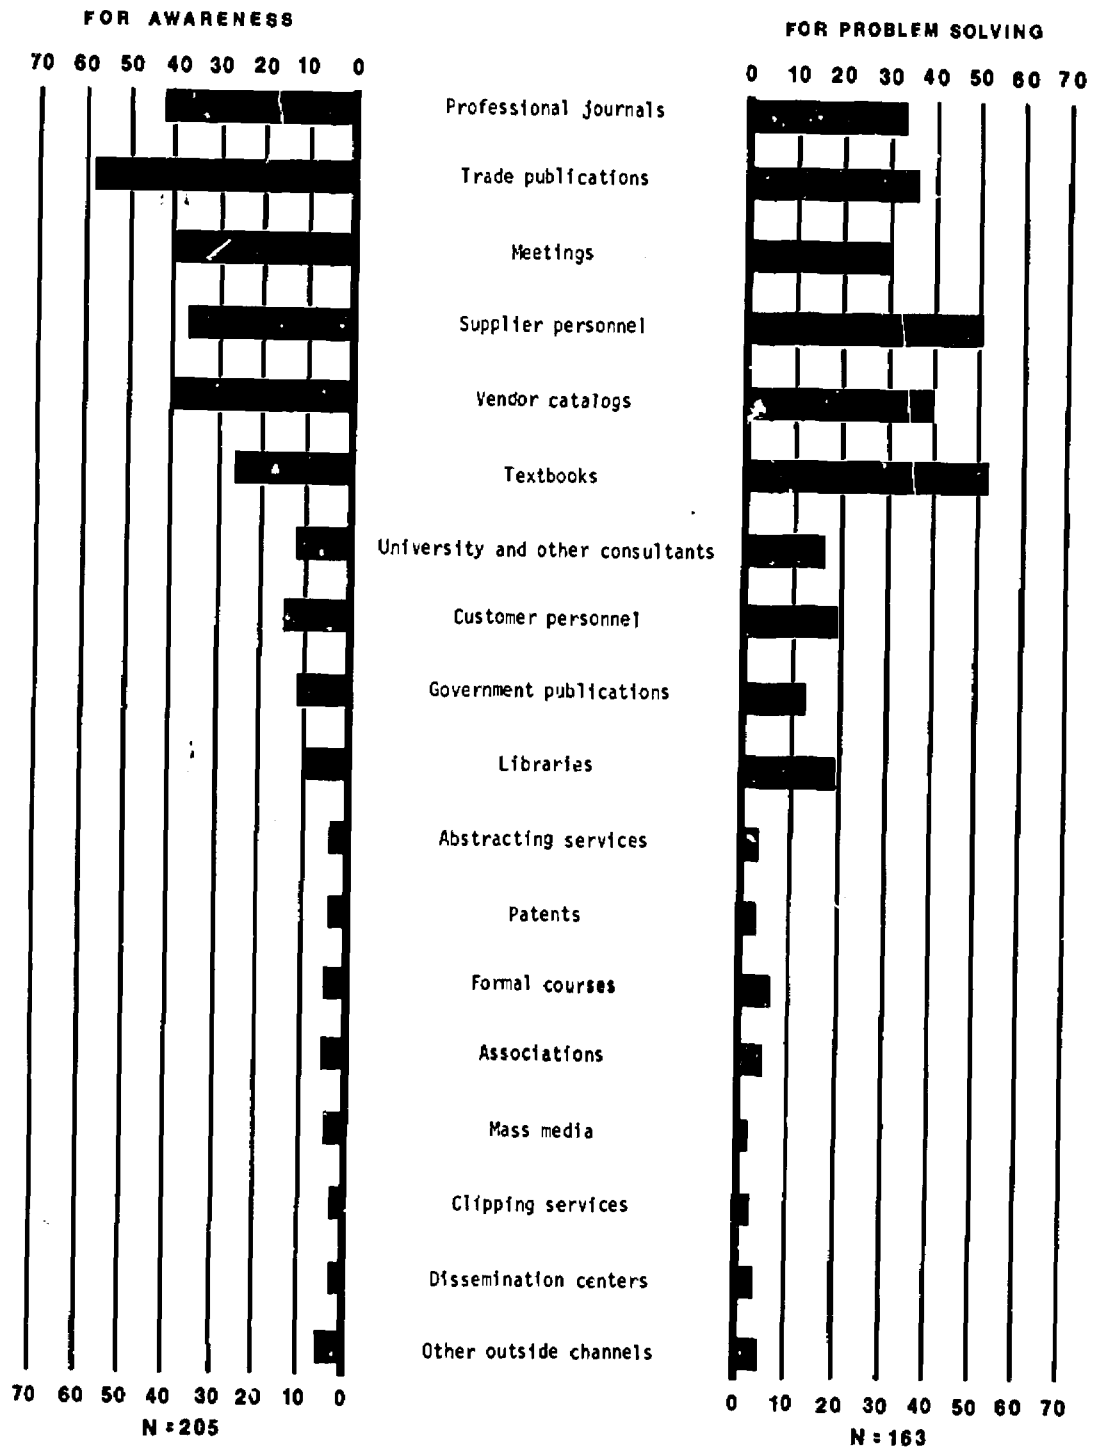 FOR AWARENESS
FOR PROBLEM SOLVING
70 60 50 40 30 20 10 0
0 10 20 30 40 50 60 70
Professional journals
Trade publications
Meetings
Supplier personnel
Vendor catalogs
Textbooks
University and other consultants
Customer personnel
Government publications
Libraries
Abstracting services
Patents
Formal courses
Associations
Mass media
Clipping services
Dissemination centers
Other outside channels
70 60 50 40 30 20 10 0
0 10 20 30 40 50 60 70
N = 205
N = 163